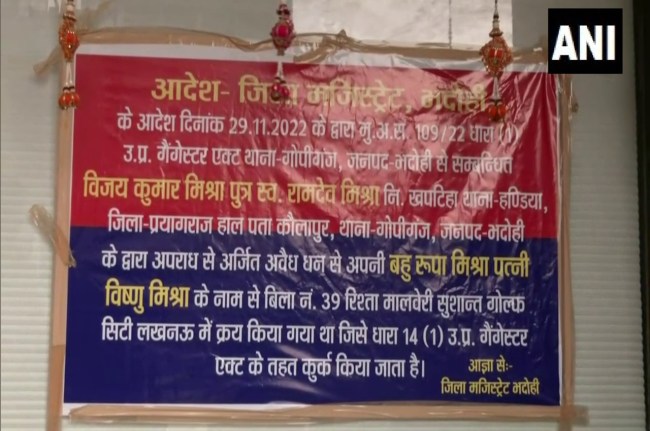 ANI
आदेश- जिला मजिस्ट्रेट, भदोही
के आदेश दिनांक 29.11.2022 के द्वारा मु.अ.सं. 109/22 धारा (1)
उ.प्र. गैंगेस्टर एक्ट थाना-गोपीगंज, जनपद-भदोही से सम्बन्धित
विजय कुमार मिश्रा पुत्र स्व. रामदेव मिश्रा नि. खपटिहा थाना-हण्डिया,
जिला-प्रयागराज हाल पता कौलापुर, थाना-गोपीगंज, जनपद-भदोही
के द्वारा अपराध से अर्जित अवैध धन से अपनी बहु रूपा मिश्रा पत्नी
विष्णु मिश्रा के नाम से बिला नं. 39 रिश्ता मालवेरी सुशान्त गोल्फ
सिटी लखनऊ में क्रय किया गया था जिसे धारा 14 (1) उ.प्र. गैंगेस्टर
एक्ट के तहत कुर्क किया जाता है।
आज्ञा से:-
जिला मजिस्ट्रेट भदोही